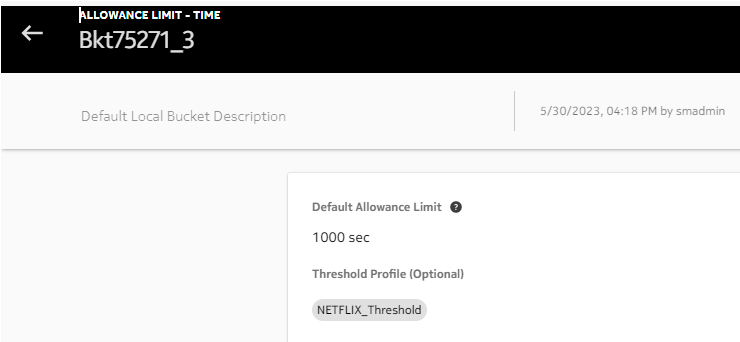 ALLOWANCE LIMIT - TIME
Bkt75271_3
Default Local Bucket Description
5/30/2023, 04:18 PM by smadmin
Default Allowance Limit ?
1000 sec
Threshold Profile (Optional)
NETFLIX_Threshold